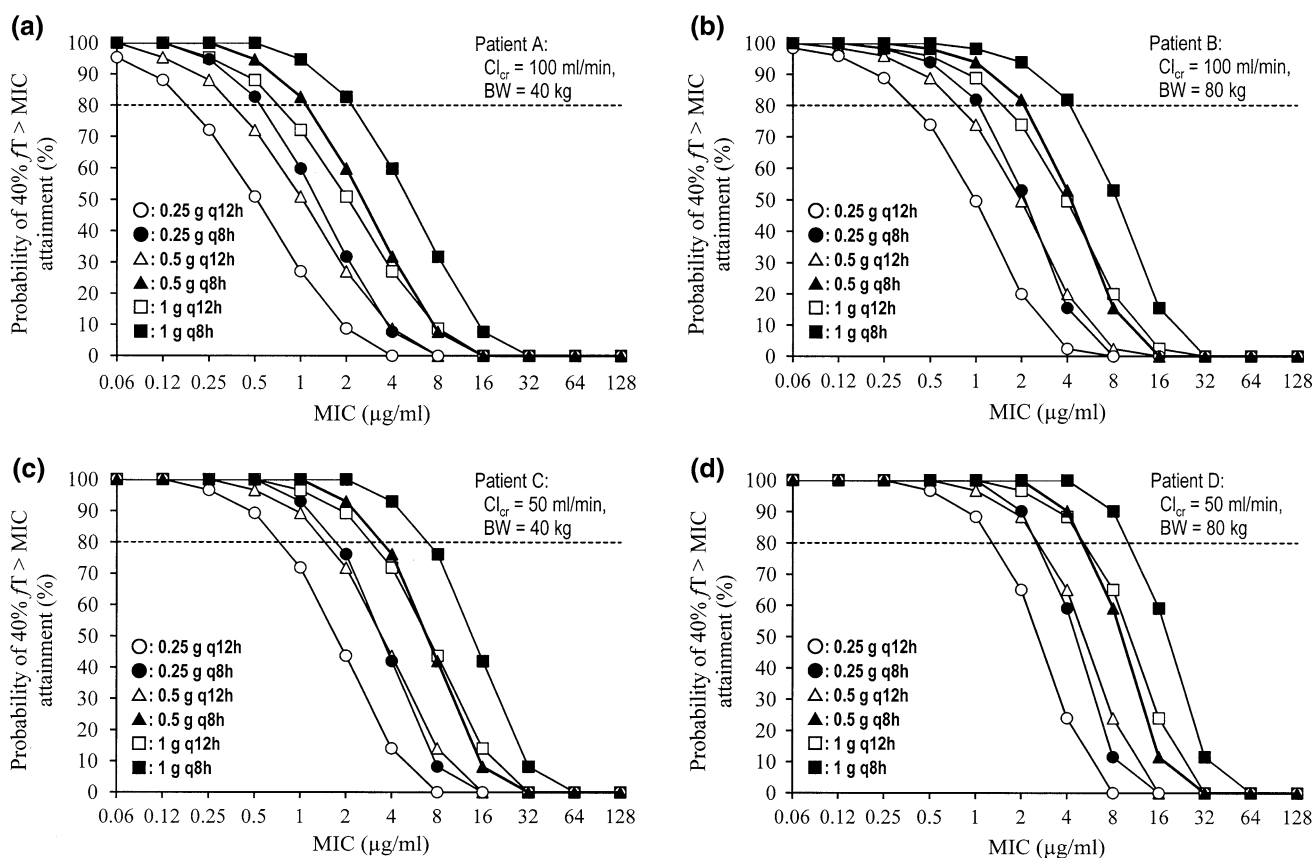 (a)
Patient A:
Cl_cr = 100 ml/min,
BW = 40 kg
Probability of 40% fT > MIC
attainment (%)
100
90
80
70
60
50
40
30
20
10
0
○: 0.25 g q12h
●: 0.25 g q8h
△: 0.5 g q12h
▲: 0.5 g q8h
□: 1 g q12h
■: 1 g q8h
0.06 0.12 0.25 0.5 1 2 4 8 16 32 64 128
MIC (µg/ml)
(b)
Patient B:
Cl_cr = 100 ml/min,
BW = 80 kg
Probability of 40% fT > MIC
attainment (%)
100
90
80
70
60
50
40
30
20
10
0
○: 0.25 g q12h
●: 0.25 g q8h
△: 0.5 g q12h
▲: 0.5 g q8h
□: 1 g q12h
■: 1 g q8h
0.06 0.12 0.25 0.5 1 2 4 8 16 32 64 128
MIC (µg/ml)
(c)
Patient C:
Cl_cr = 50 ml/min,
BW = 40 kg
Probability of 40% fT > MIC
attainment (%)
100
90
80
70
60
50
40
30
20
10
0
○: 0.25 g q12h
●: 0.25 g q8h
△: 0.5 g q12h
▲: 0.5 g q8h
□: 1 g q12h
■: 1 g q8h
0.06 0.12 0.25 0.5 1 2 4 8 16 32 64 128
MIC (µg/ml)
(d)
Patient D:
Cl_cr = 50 ml/min,
BW = 80 kg
Probability of 40% fT > MIC
attainment (%)
100
90
80
70
60
50
40
30
20
10
0
○: 0.25 g q12h
●: 0.25 g q8h
△: 0.5 g q12h
▲: 0.5 g q8h
□: 1 g q12h
■: 1 g q8h
0.06 0.12 0.25 0.5 1 2 4 8 16 32 64 128
MIC (µg/ml)